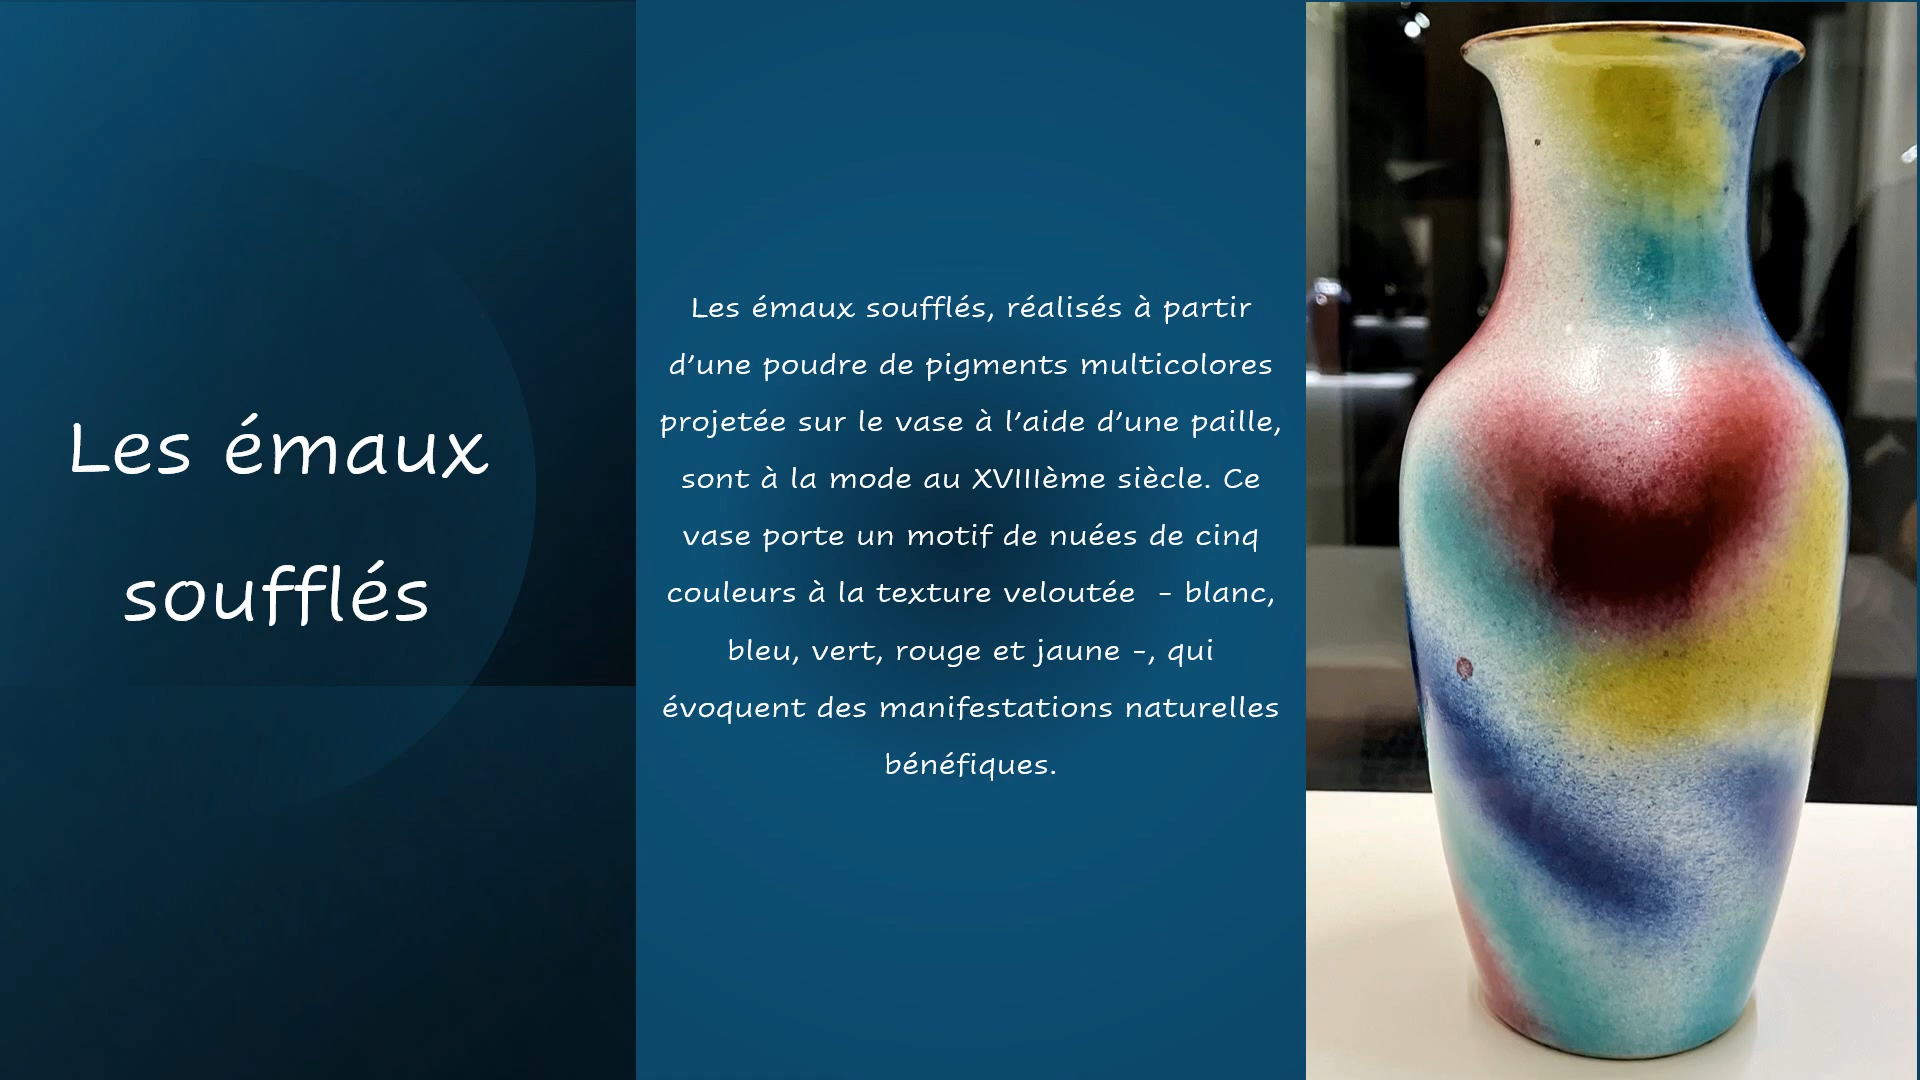 Les émaux
soufflés
Les émaux soufflés, réalisés à partir
d’une poudre de pigments multicolores
projetée sur le vase à l’aide d’une paille,
sont à la mode au XVIIIème siècle. Ce
vase porte un motif de nuées de cinq
couleurs à la texture veloutée  - blanc,
bleu, vert, rouge et jaune -, qui
évoquent des manifestations naturelles
bénéfiques.